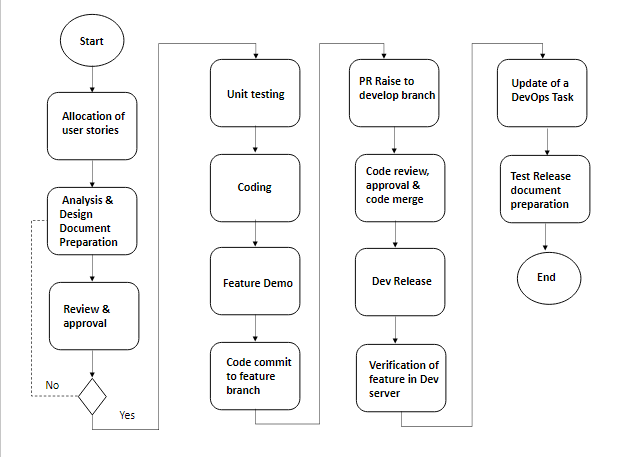 Start
Allocation of
user stories
Analysis &
Design
Document
Preparation
Review &
approval
No
Yes
Unit testing
Coding
Feature Demo
Code commit
to feature
branch
PR Raise to
develop branch
Code review,
approval &
code merge
Dev Release
Verification of
feature in Dev
server
Update of a
DevOps Task
Test Release
document
preparation
End